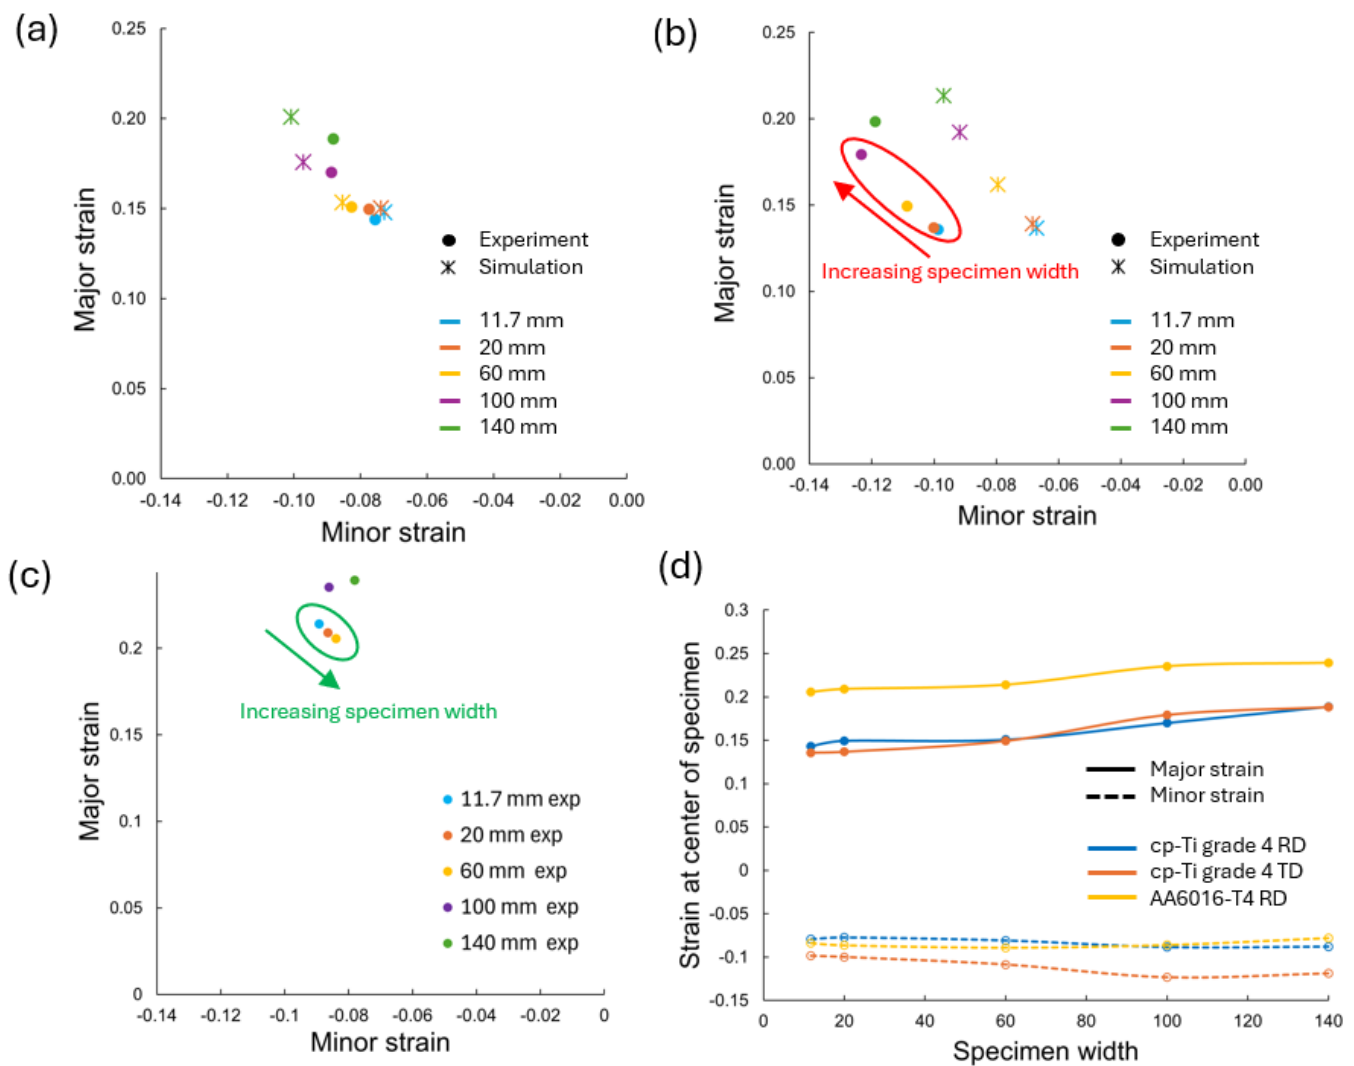 (a)
0.25
0.20
0.15
0.10
0.05
0.00
-0.14 -0.12 -0.10 -0.08 -0.06 -0.04 -0.02 0.00
Major strain
Minor strain
Experiment
Simulation
11.7 mm
20 mm
60 mm
100 mm
140 mm
(b)
0.25
0.20
0.15
0.10
0.05
0.00
-0.14 -0.12 -0.10 -0.08 -0.06 -0.04 -0.02 0.00
Major strain
Minor strain
Increasing specimen width
Experiment
Simulation
11.7 mm
20 mm
60 mm
100 mm
140 mm
(c)
0.2
0.15
0.1
0.05
0
-0.14 -0.12 -0.1 -0.08 -0.06 -0.04 -0.02 0
Major strain
Minor strain
Increasing specimen width
11.7 mm exp
20 mm exp
60 mm exp
100 mm exp
140 mm exp
(d)
0.3
0.25
0.2
0.15
0.1
0.05
0
-0.05
-0.1
-0.15
0 20 40 60 80 100 120 140
Strain at center of specimen
Specimen width
Major strain
Minor strain
cp-Ti grade 4 RD
cp-Ti grade 4 TD
AA6016-T4 RD